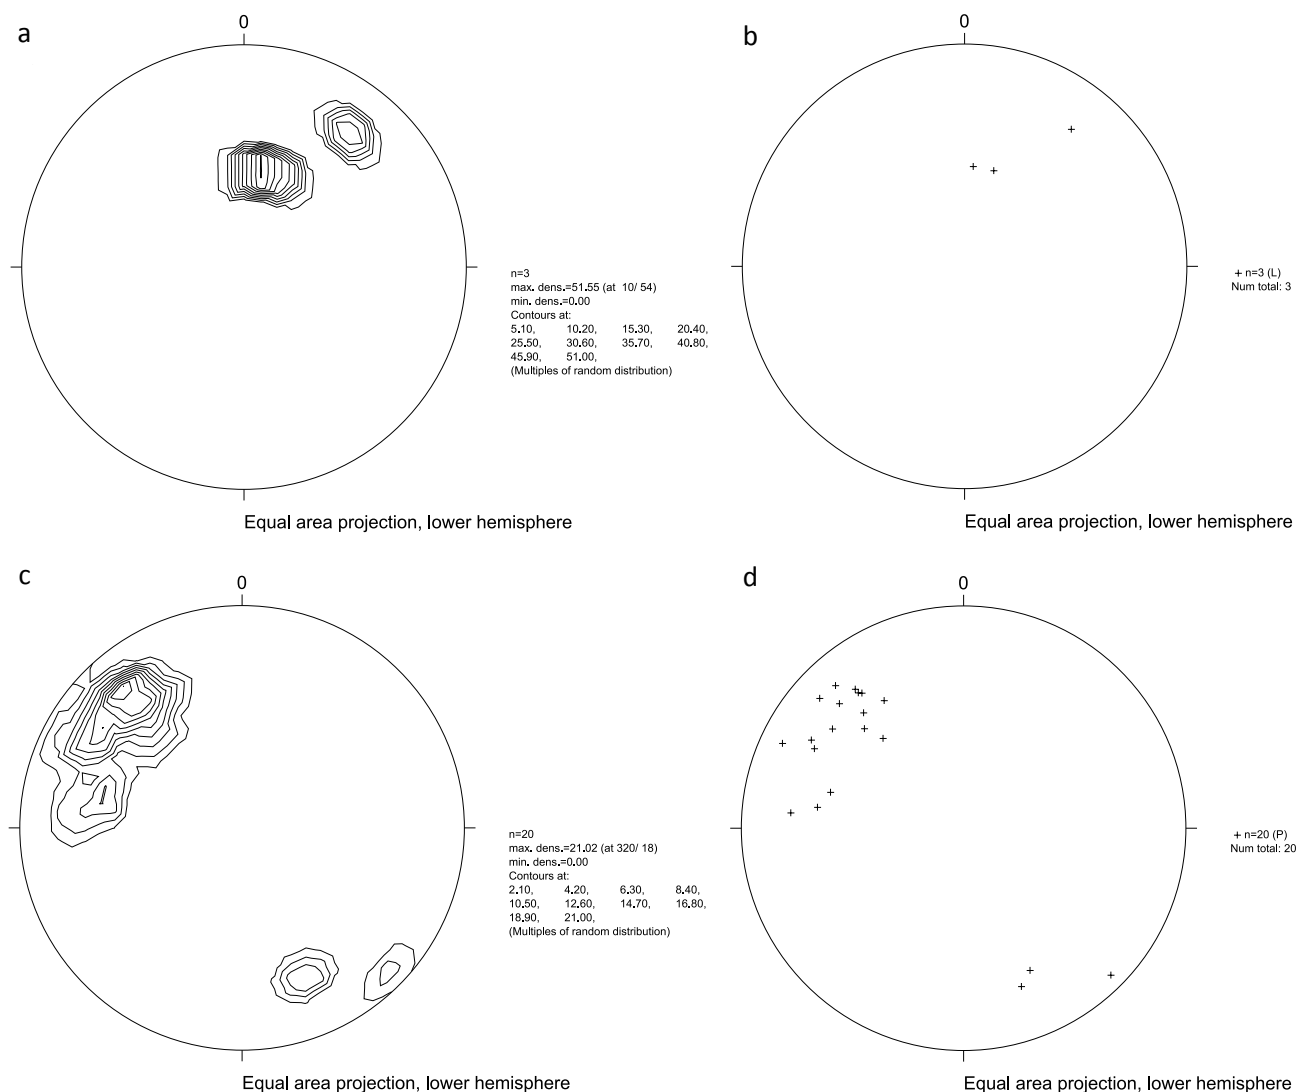 a
0
n=3
max. dens.=51.55 (at 10/ 54)
min. dens.=0.00
Contours at:
5.10, 10.20, 15.30, 20.40,
25.50, 30.60, 35.70, 40.80,
45.90, 51.00,
(Multiples of random distribution)
Equal area projection, lower hemisphere
b
0
+ n=3 (L)
Num total: 3
Equal area projection, lower hemisphere
c
0
n=20
max. dens.=21.02 (at 320/ 18)
min. dens.=0.00
Contours at:
2.10, 4.20, 6.30, 8.40,
10.50, 12.60, 14.70, 16.80,
18.90, 21.00,
(Multiples of random distribution)
Equal area projection, lower hemisphere
d
0
+ n=20 (P)
Num total: 20
Equal area projection, lower hemisphere